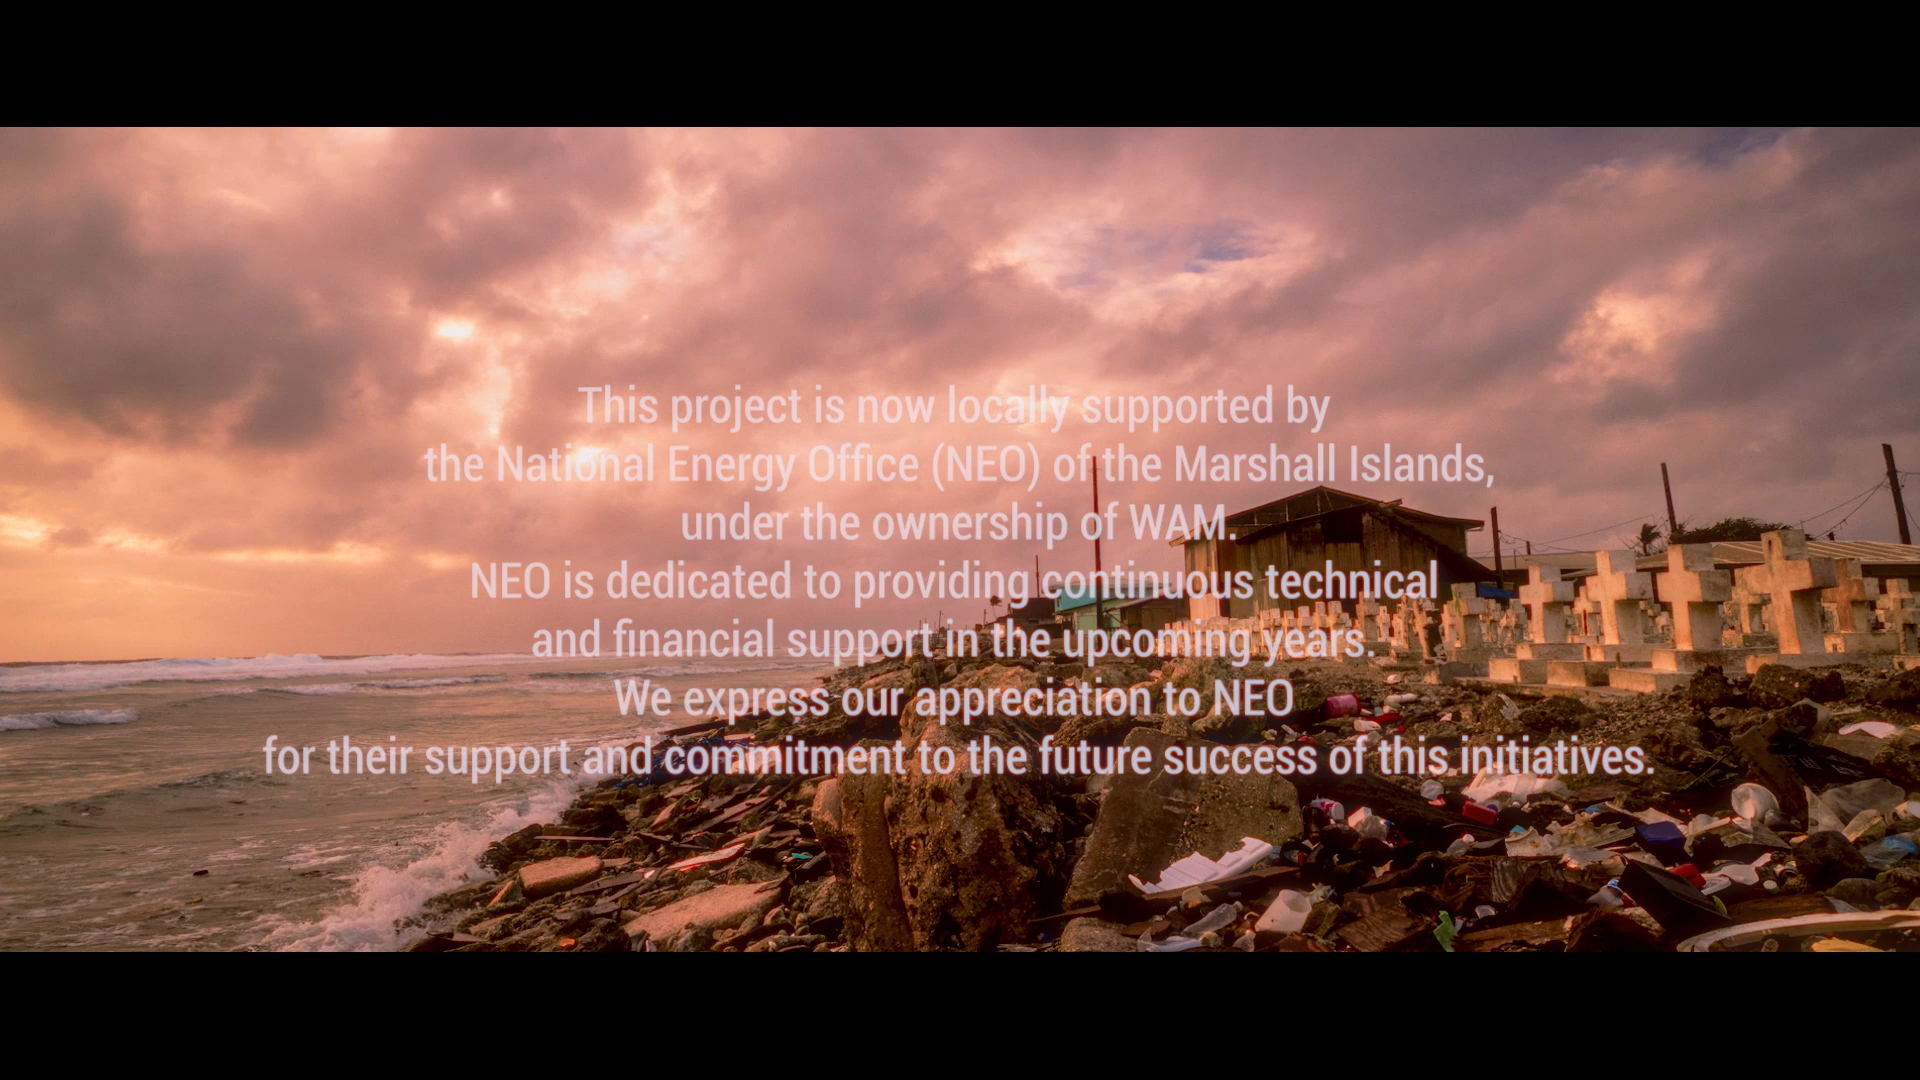 This project is now locally supported by
the National Energy Office (NEO) of the Marshall Islands,
under the ownership of WAM.
NEO is dedicated to providing continuous technical
and financial support in the upcoming years.
We express our appreciation to NEO
for their support and commitment to the future success of this initiatives.